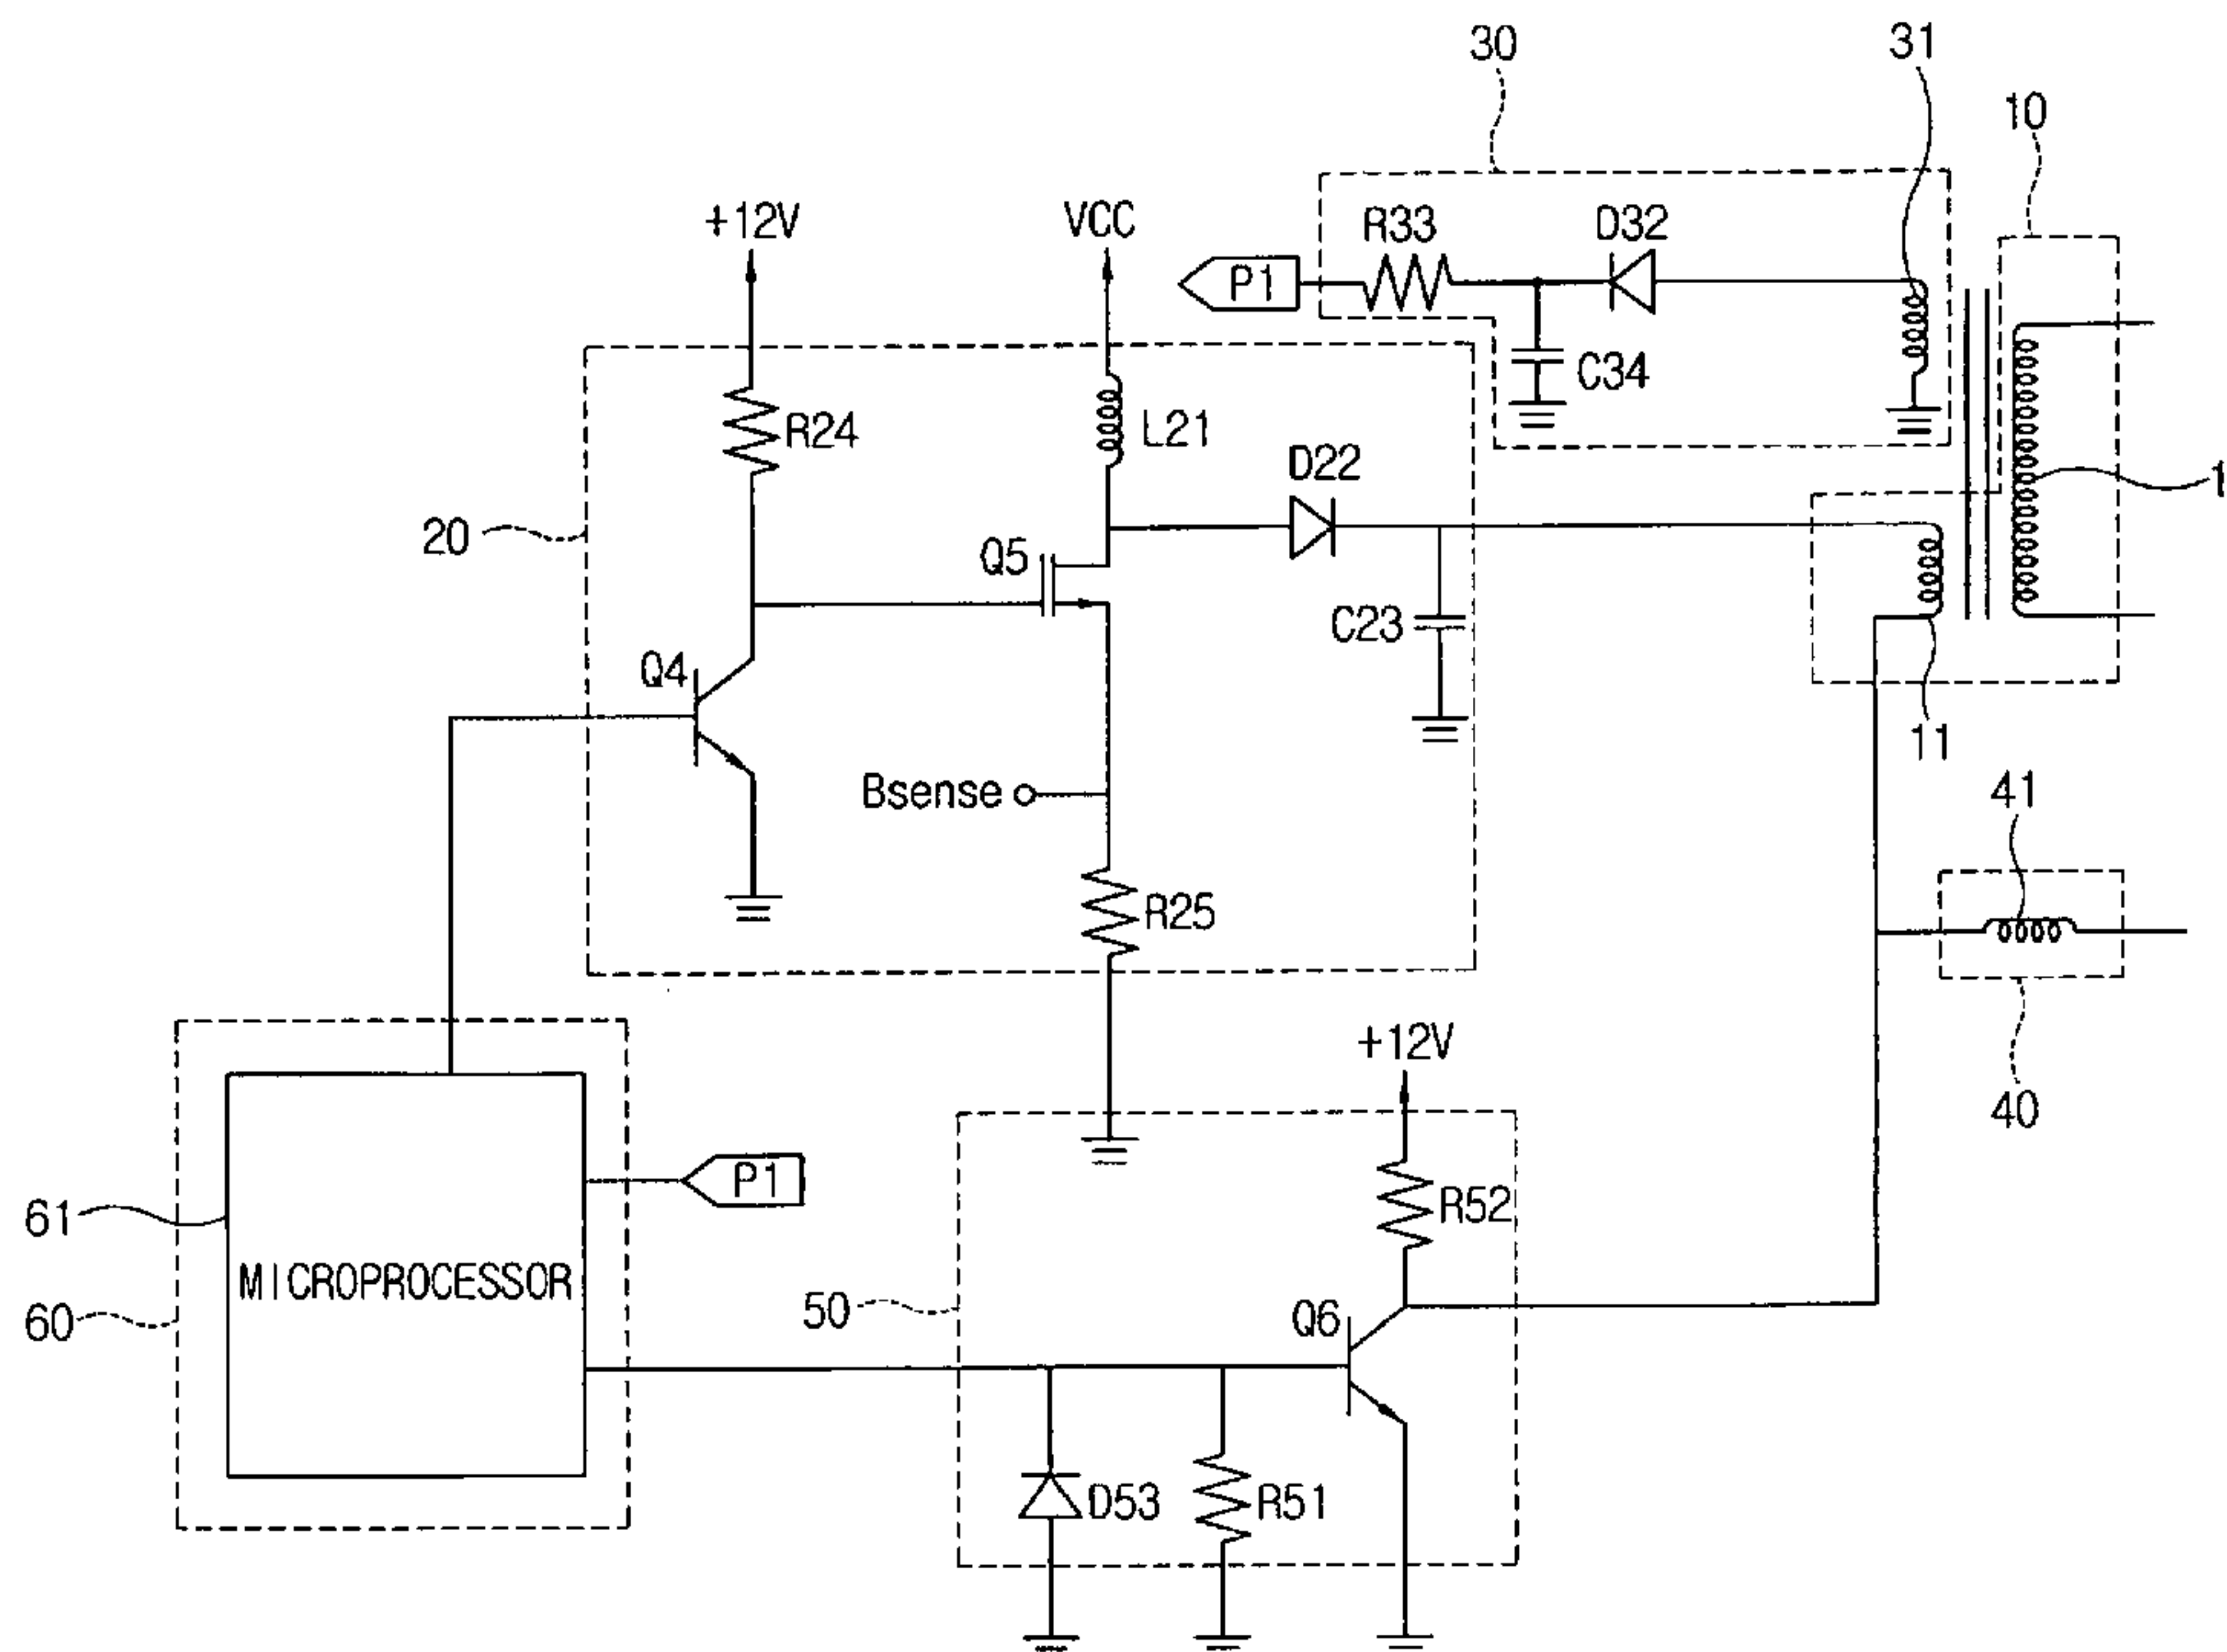 30
31
10
+12V
VCC
R33
D32
P1
C34
R24
L21
D22
1
20
Q5
C23
Q4
11
Bsense
41
R25
40
+12V
P1
61
MICROPROCESSOR
R52
60
50
Q6
D53
R51